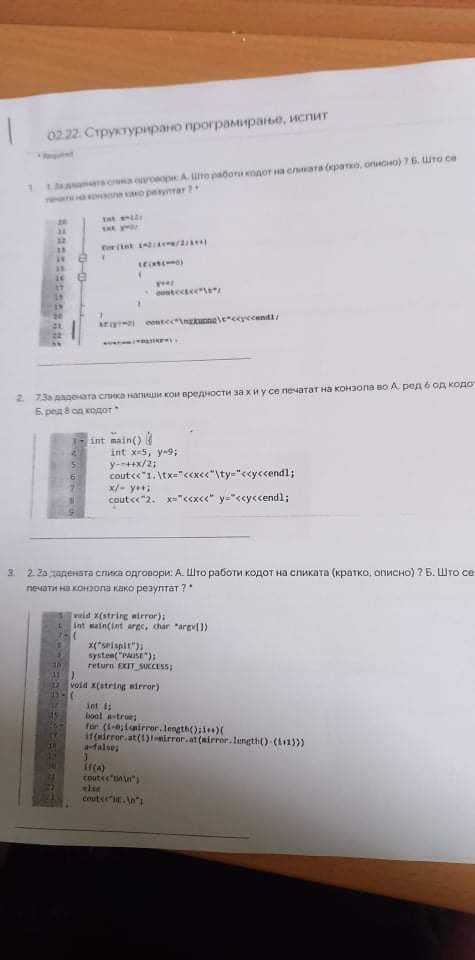 02.22. Структурирано програмирање, испит
* Required
1. 1. За дадената слика одговори: А. Што работи кодот на сликата (кратко, описно) ? Б. Што се
печати на конзола како резултат ? *
10 int x=12;
11 int y=0;
12
13 for(int i=2;i<=x/2;i++)
14 {
15 if(x%i==0)
16 {
17 y++;
18 cout<<i<<"\t";
19 }
20 }
21 if(y!=0) cout<<"\nvkupno\t"<<y<<endl;
22
2. 7.За дадената слика напиши кои вредности за x и y се печатат на конзола во А. ред 6 од кодо
Б. ред 8 од кодот *
3 int main() {
4 int x=5, y=9;
5 y-=++x/2;
6 cout<<"1.\tx="<<x<<"\ty="<<y<<endl;
7 x/= y++;
8 cout<<"2. x="<<x<<" y="<<y<<endl;
9
3. 2. За дадената слика одговори: А. Што работи кодот на сликата (кратко, описно) ? Б. Што се
печати на конзола како резултат ? *
5 void X(string mirror);
6 int main(int argc, char *argv[])
7 {
8 X("sMispit");
9 system("PAUSE");
10 return EXIT_SUCCESS;
11 }
12 void X(string mirror)
13 {
14 int i;
15 bool a=true;
16 for (i=0;i<mirror.length();i++){
17 if(mirror.at(i)!=mirror.at(mirror.length()-(i+1)))
18 a=false;
19 }
20 if(a)
21 cout<<"DA\n";
22 else
23 cout<<"NE.\n";